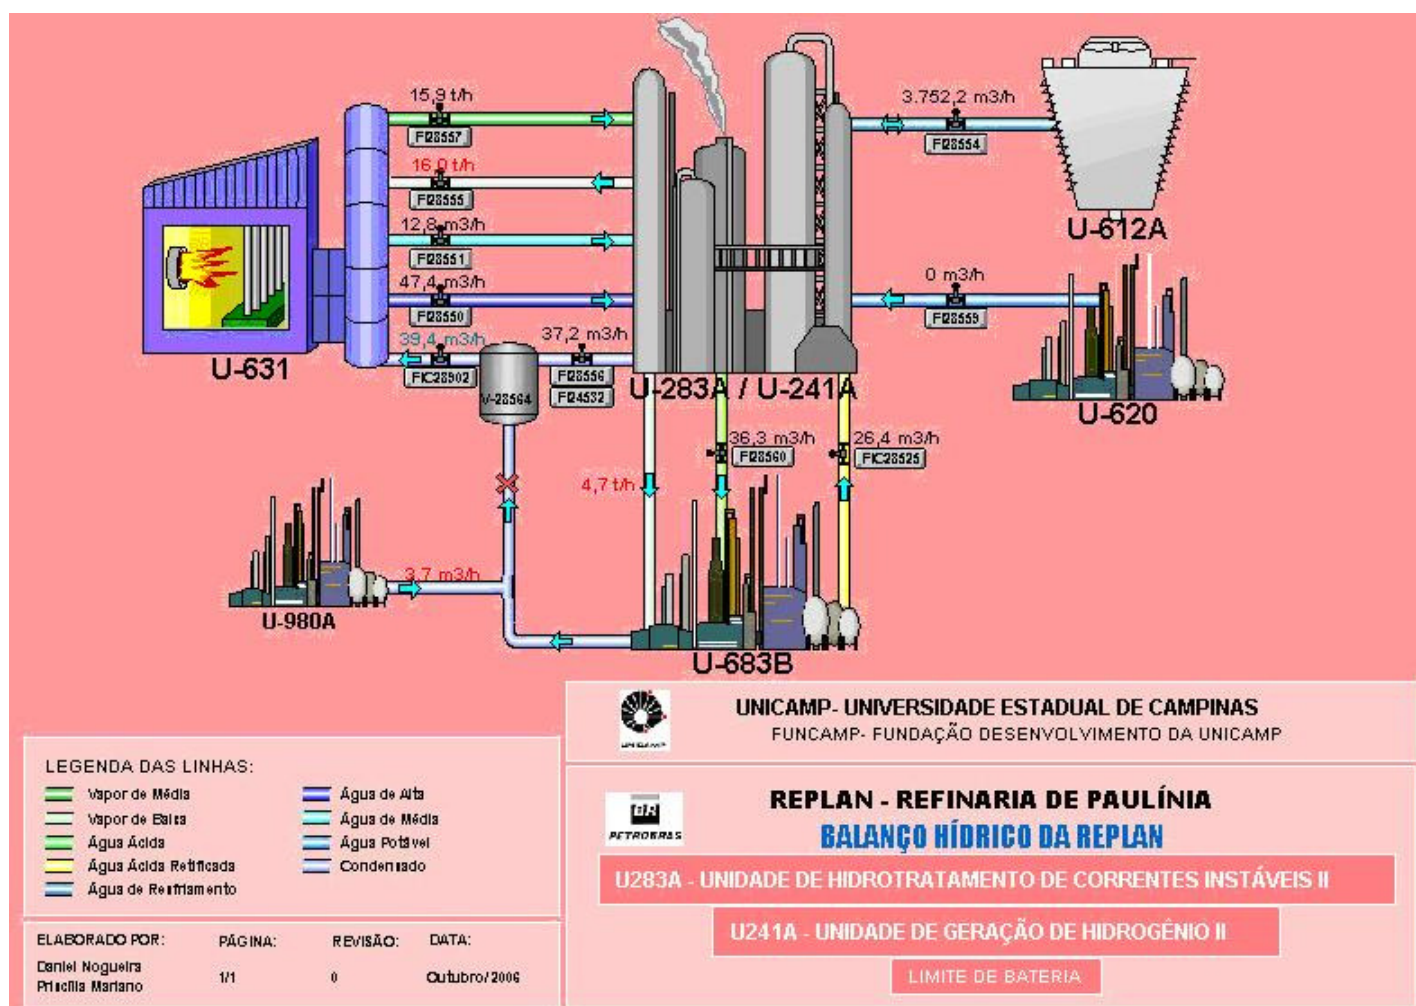 15,9 t/h
FI28557
16,0 t/h
FI28555
12,8 m3/h
FI28551
47,4 m3/h
FI28550
39,4 m3/h
FIC28902
37,2 m3/h
FI28556
FI24532
V-28564
U-631
U-283A / U-241A
3.752,2 m3/h
FI28554
U-612A
0 m3/h
FI28559
U-620
4,7 t/h
36,3 m3/h
FI28560
26,4 m3/h
FIC28525
3,7 m3/h
U-980A
U-683B
LEGENDA DAS LINHAS:
Vapor de Média
Vapor de Baixa
Água Ácida
Água Ácida Retificada
Água de Resfriamento
Água de Alta
Água de Média
Água Potável
Condensado
ELABORADO POR:
Daniel Nogueira
Priscilla Mariano
PÁGINA:
1/1
REVISÃO:
0
DATA:
Outubro/2006
UNICAMP
UNICAMP- UNIVERSIDADE ESTADUAL DE CAMPINAS
FUNCAMP- FUNDAÇÃO DESENVOLVIMENTO DA UNICAMP
BR
PETROBRAS
REPLAN - REFINARIA DE PAULÍNIA
BALANÇO HÍDRICO DA REPLAN
U283A - UNIDADE DE HIDROTRATAMENTO DE CORRENTES INSTÁVEIS II
U241A - UNIDADE DE GERAÇÃO DE HIDROGÊNIO II
LIMITE DE BATERIA